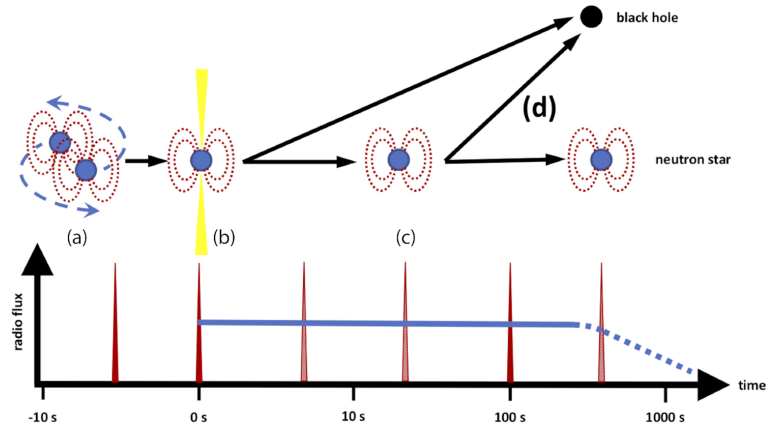 black hole
(d)
neutron star
(a)
(b)
(c)
radio flux
time
-10 s
0 s
10 s
100 s
1000 s